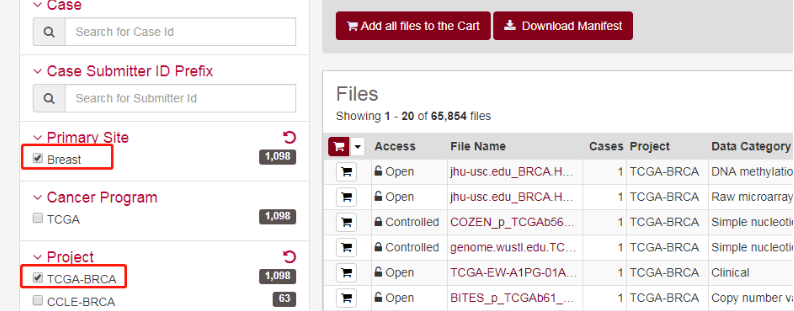 Case
Search for Case Id
Case Submitter ID Prefix
Search for Submitter Id
Primary Site
Breast 1,098
Cancer Program
TCGA 1,098
Project
TCGA-BRCA 1,098
CCLE-BRCA 63
Add all files to the Cart Download Manifest
Files
Showing 1 - 20 of 65,854 files
Access File Name Cases Project Data Category
Open jhu-usc.edu_BRCA.H... 1 TCGA-BRCA DNA methylatio
Open jhu-usc.edu_BRCA.H... 1 TCGA-BRCA Raw microarray
Controlled COZEN_p_TCGAb56... 1 TCGA-BRCA Simple nucleoti
Controlled genome.wustl.edu.TC... 1 TCGA-BRCA Simple nucleoti
Open TCGA-EW-A1PG-01A... 1 TCGA-BRCA Clinical
Open BITES_p_TCGAb61_... 1 TCGA-BRCA Copy number va